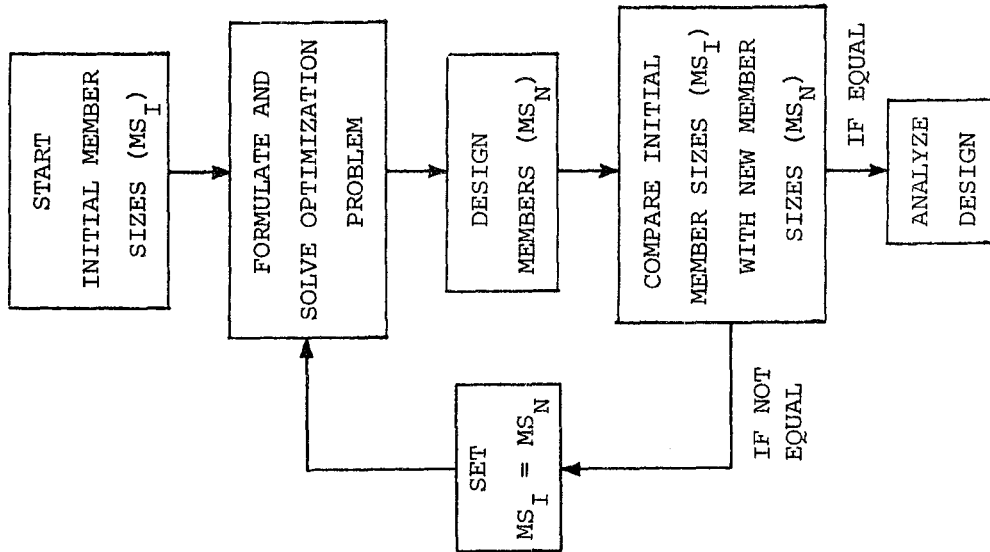 START
INITIAL MEMBER
SIZES (MS_I)
FORMULATE AND
SOLVE OPTIMIZATION
PROBLEM
DESIGN
MEMBERS (MS_N)
COMPARE INITIAL
MEMBER SIZES (MS_I)
WITH NEW MEMBER
SIZES (MS_N)
IF EQUAL
ANALYZE
DESIGN
IF NOT
EQUAL
SET
MS_I = MS_N